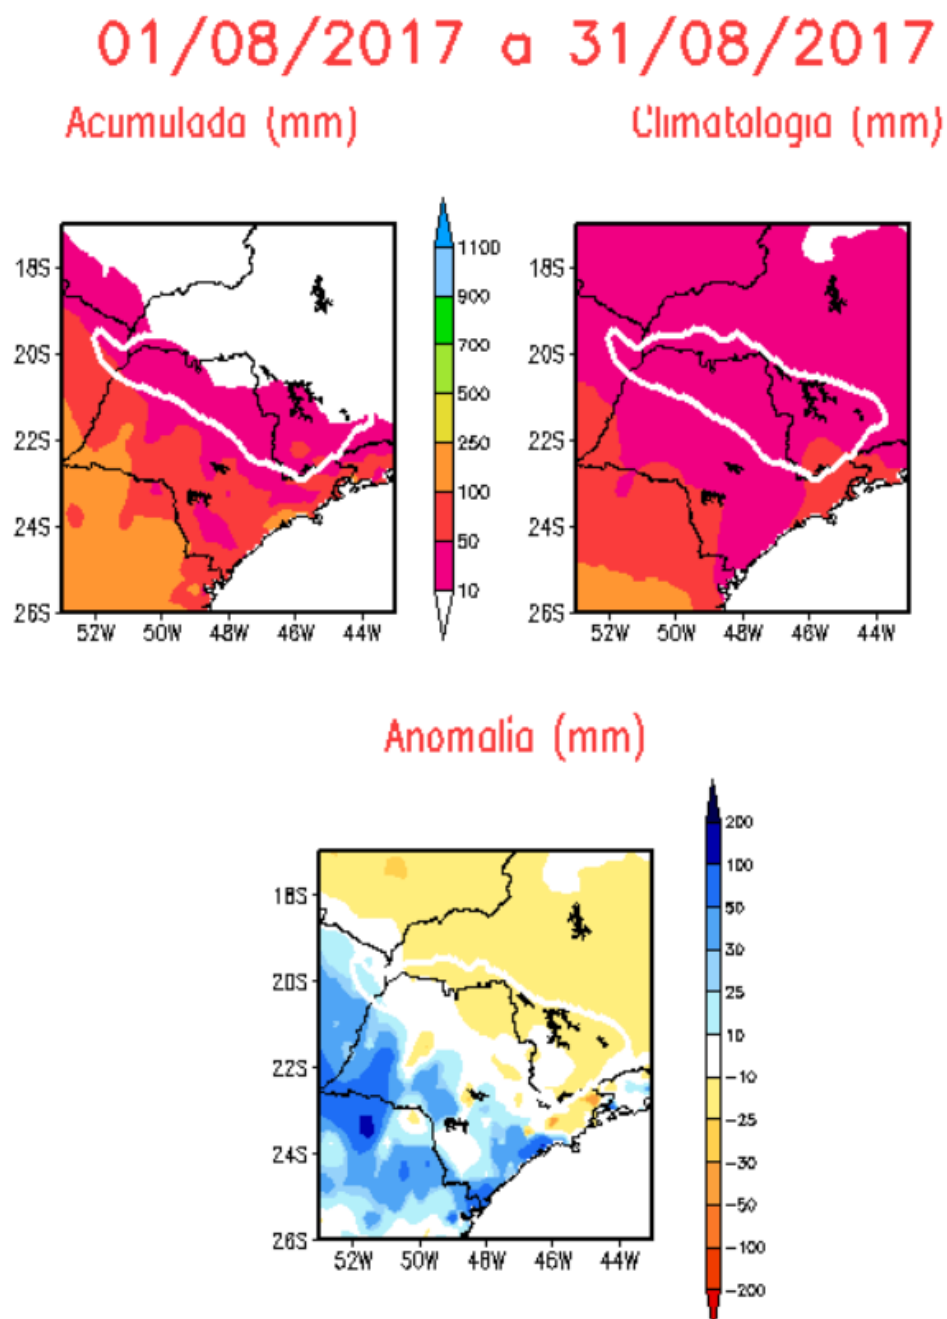 01/08/2017 a 31/08/2017
Acumulada (mm)
Climatologia (mm)
18S
20S
22S
24S
26S
52W 50W 48W 46W 44W
1100
900
700
500
250
100
50
10
18S
20S
22S
24S
26S
52W 50W 48W 46W 44W
Anomalia (mm)
18S
20S
22S
24S
26S
52W 50W 48W 46W 44W
200
100
50
30
25
10
-10
-25
-30
-50
-100
-200